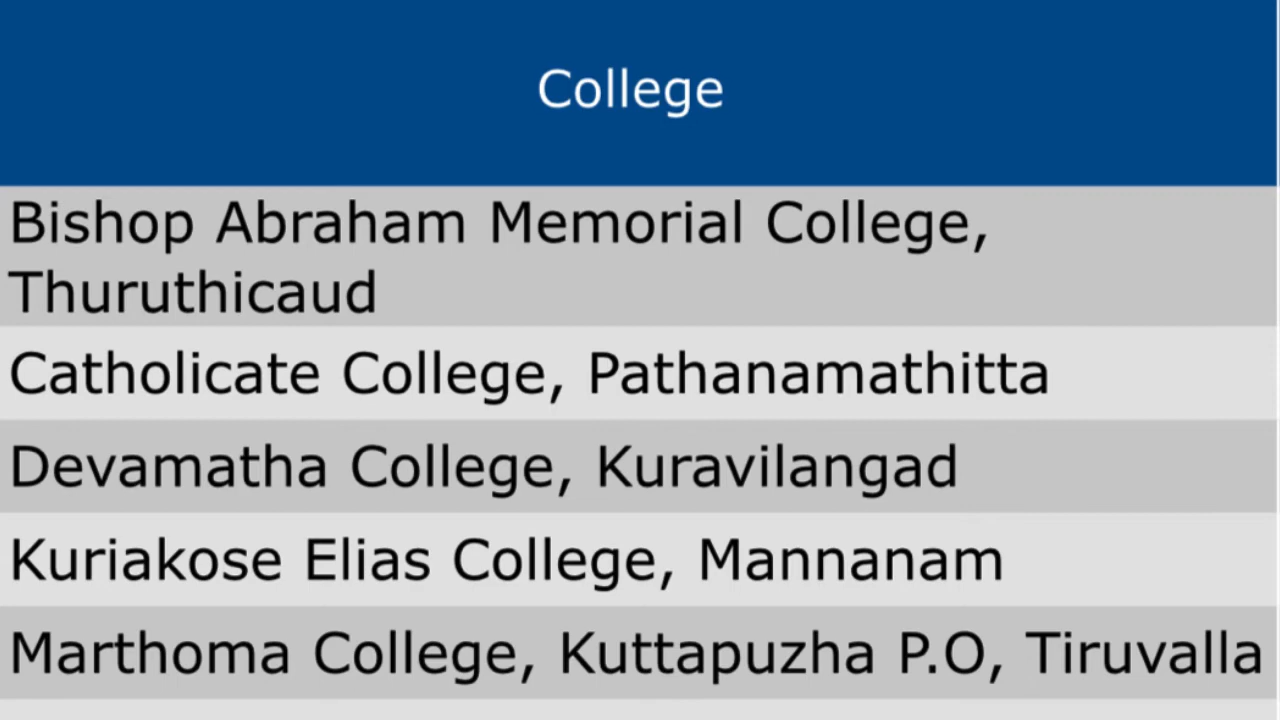 College
Bishop Abraham Memorial College,
Thuruthicaud
Catholicate College, Pathanamathitta
Devamatha College, Kuravilangad
Kuriakose Elias College, Mannanam
Marthoma College, Kuttapuzha P.O, Tiruvalla